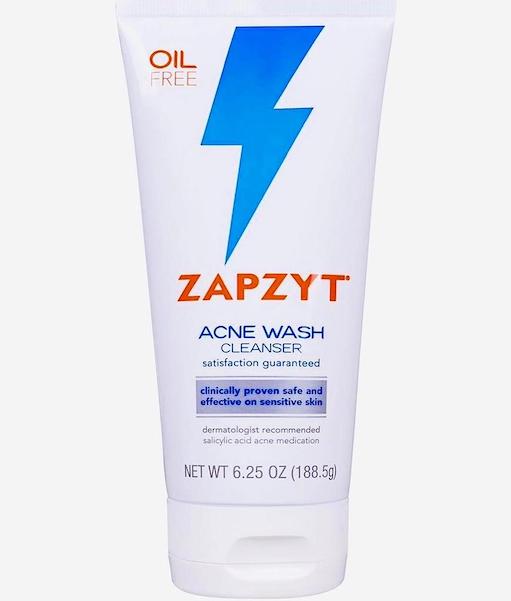 OIL
FREE
ZAPZYT®
ACNE WASH
CLEANSER
satisfaction guaranteed
clinically proven safe and
effective on sensitive skin
dermatologist recommended
salicylic acid acne medication
NET WT 6.25 OZ (188.5g)